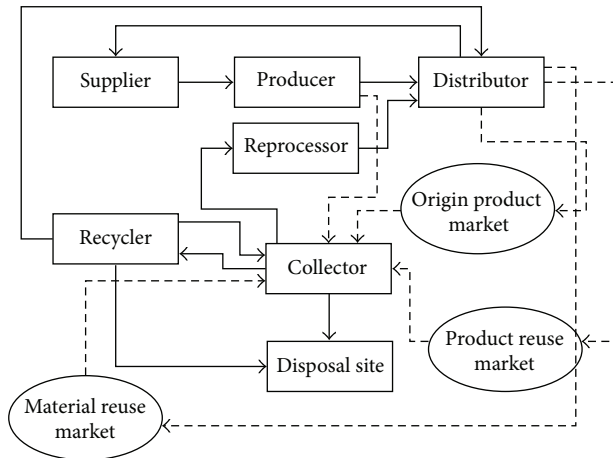 Supplier
Producer
Distributor
Reprocessor
Origin product
market
Recycler
Collector
Product reuse
market
Disposal site
Material reuse
market